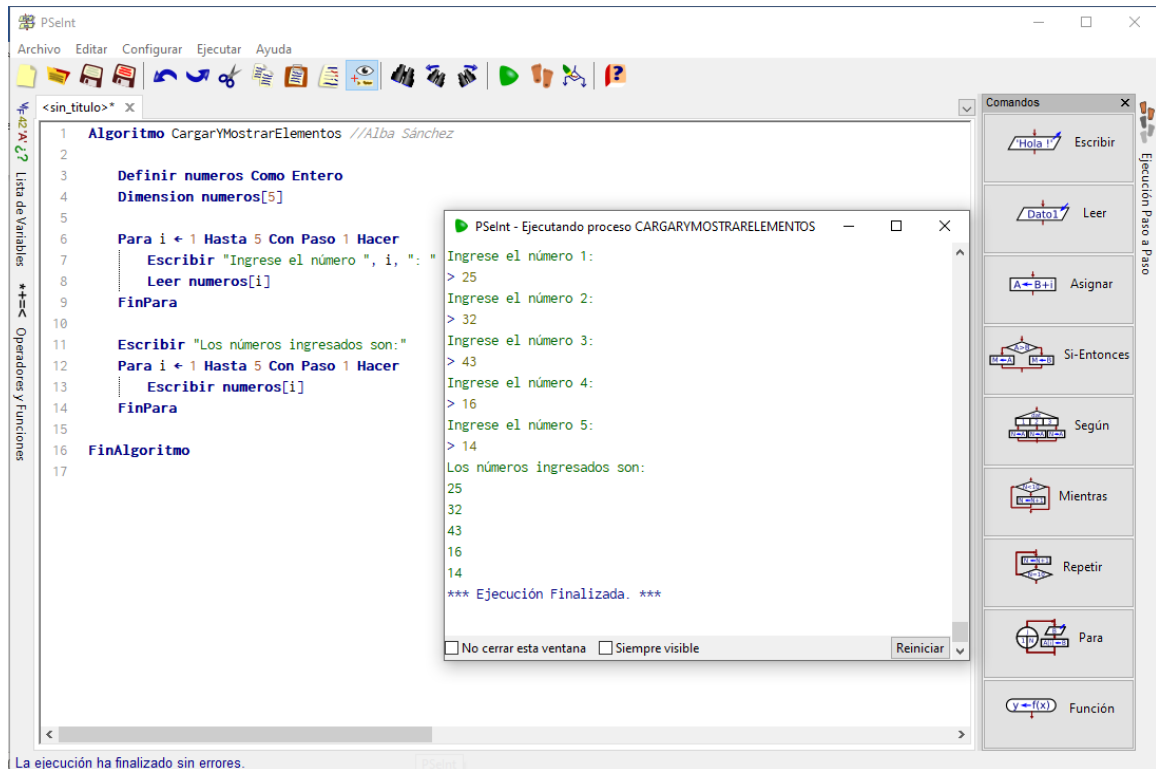 PSeInt
Archivo Editar Configurar Ejecutar Ayuda
<sin_titulo>* X
1 Algoritmo CargarYMostrarElementos //Alba Sánchez
2
3 Definir numeros Como Entero
4 Dimension numeros[5]
5
6 Para i ← 1 Hasta 5 Con Paso 1 Hacer
7 Escribir "Ingrese el número ", i, ": "
8 Leer numeros[i]
9 FinPara
10
11 Escribir "Los números ingresados son:"
12 Para i ← 1 Hasta 5 Con Paso 1 Hacer
13 Escribir numeros[i]
14 FinPara
15
16 FinAlgoritmo
17
42 'A' ¿?
Lista de Variables
*+=<
Operadores y Funciones
PSeInt - Ejecutando proceso CARGARYMOSTRARELEMENTOS
Ingrese el número 1:
> 25
Ingrese el número 2:
> 32
Ingrese el número 3:
> 43
Ingrese el número 4:
> 16
Ingrese el número 5:
> 14
Los números ingresados son:
25
32
43
16
14
*** Ejecución Finalizada. ***
No cerrar esta ventana Siempre visible Reiniciar
Comandos
'Hola !' Escribir
Dato1 Leer
A←B+i Asignar
A>B M←A M←B Si-Entonces
Según
Mientras
Repetir
Para
y←f(x) Función
Ejecución Paso a Paso
La ejecución ha finalizado sin errores.
PSeInt